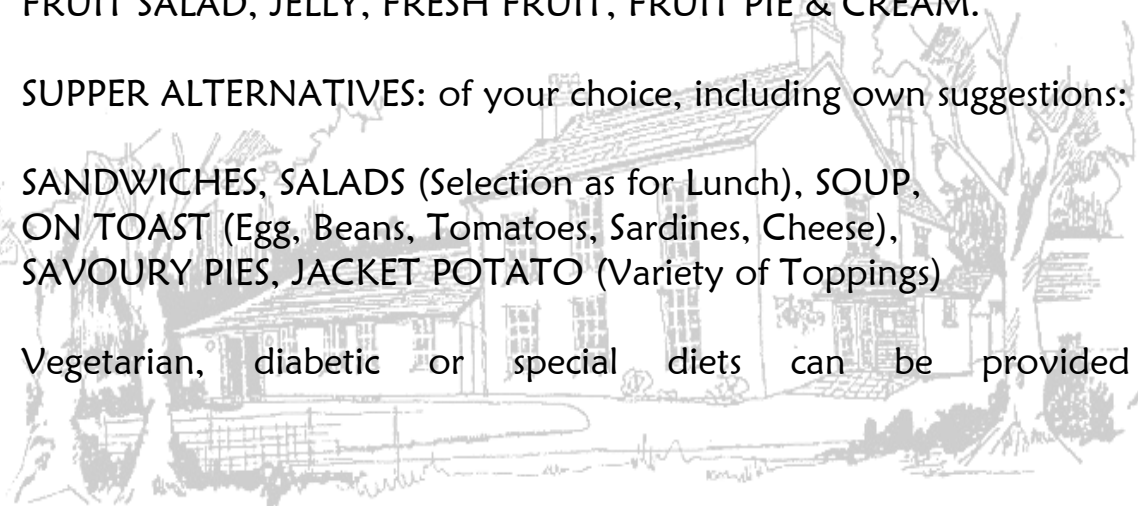 FRUIT SALAD, JELLY, FRESH FRUIT, FRUIT PIE & CREAM.
SUPPER ALTERNATIVES: of your choice, including own suggestions:
SANDWICHES, SALADS (Selection as for Lunch), SOUP,
ON TOAST (Egg, Beans, Tomatoes, Sardines, Cheese),
SAVOURY PIES, JACKET POTATO (Variety of Toppings)
Vegetarian, diabetic or special diets can be provided